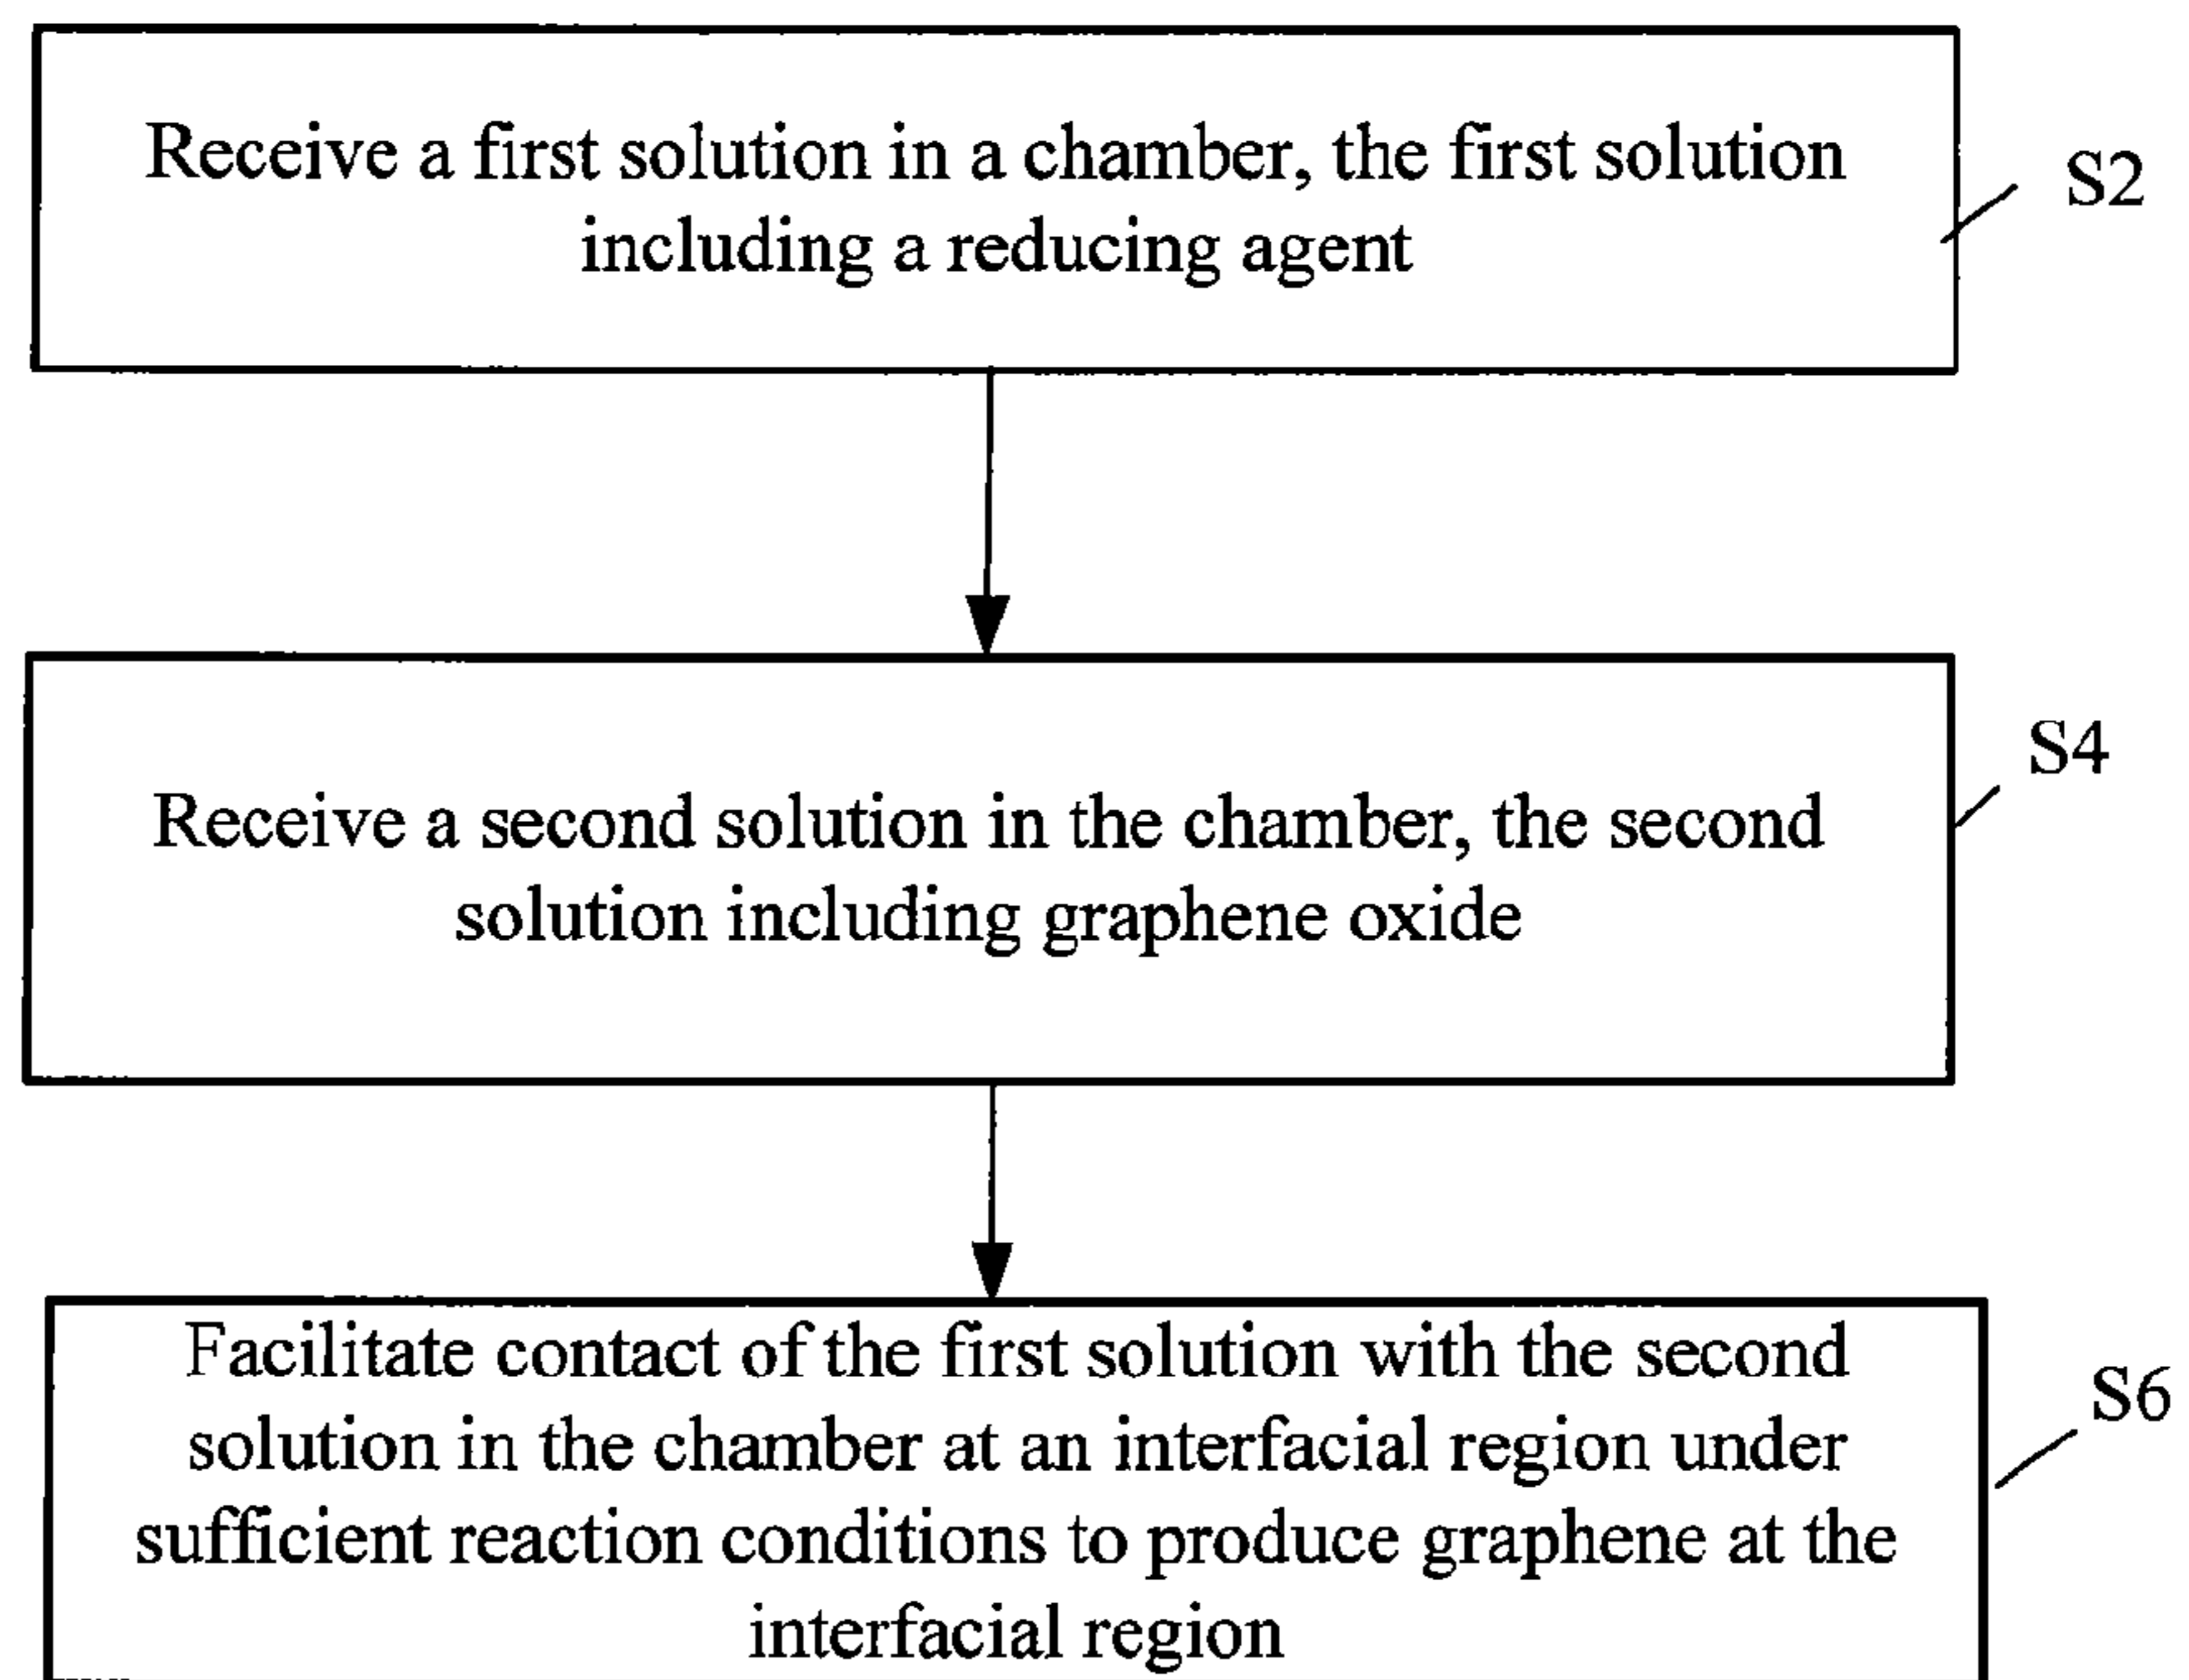 Receive a first solution in a chamber, the first solution
including a reducing agent
S2
Receive a second solution in the chamber, the second
solution including graphene oxide
S4
Facilitate contact of the first solution with the second
solution in the chamber at an interfacial region under
sufficient reaction conditions to produce graphene at the
interfacial region
S6